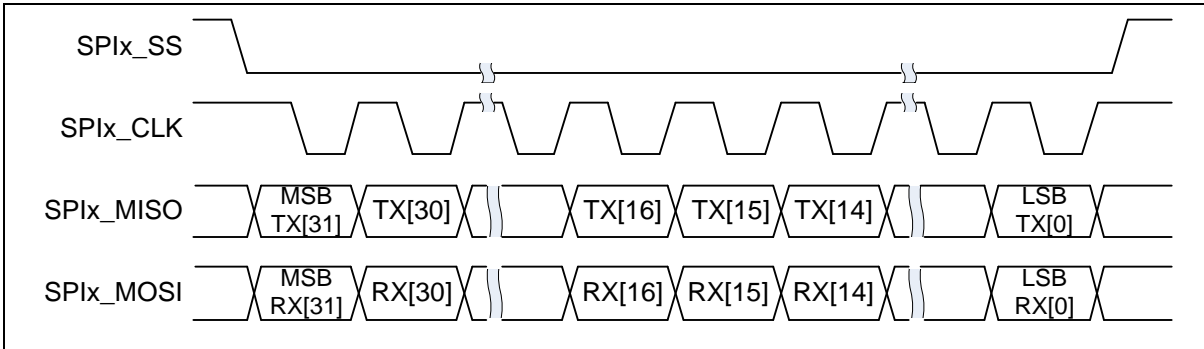 SPIx_SS
SPIx_CLK
SPIx_MISO
MSB
TX[31]
TX[30]
TX[16]
TX[15]
TX[14]
LSB
TX[0]
SPIx_MOSI
MSB
RX[31]
RX[30]
RX[16]
RX[15]
RX[14]
LSB
RX[0]